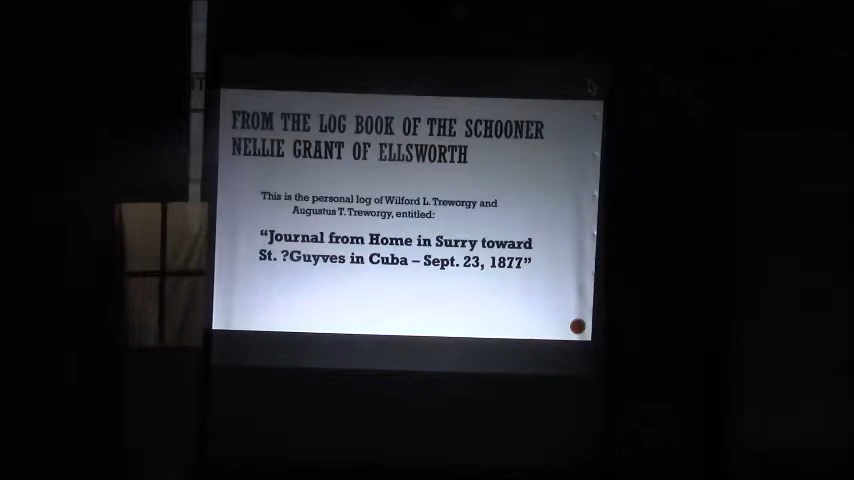 FROM THE LOG BOOK OF THE SCHOONER
NELLIE GRANT OF ELLSWORTH
This is the personal log of Wilford L. Treworgy and
Augustus T. Treworgy, entitled:
“Journal from Home in Surry toward
St. ?Guyves in Cuba – Sept. 23, 1877”